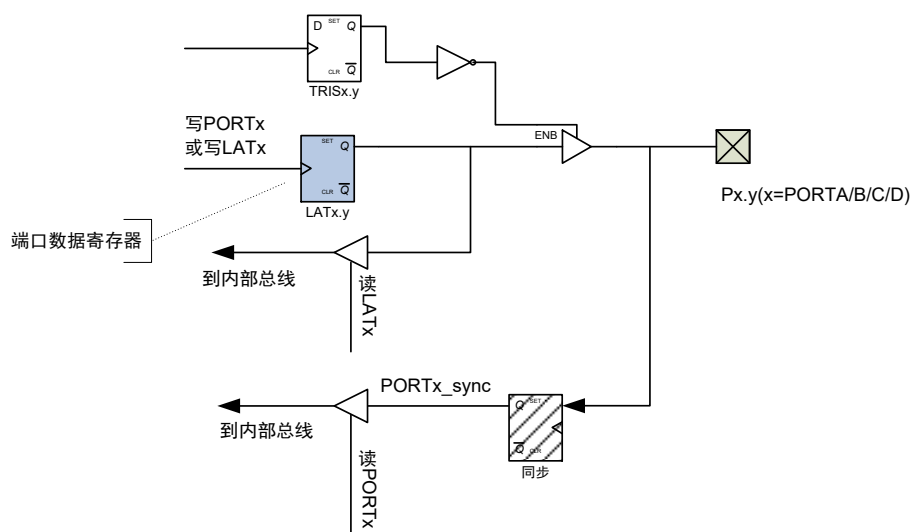 D SET Q
CLR Q
TRISx.y
写PORTx
或写LATx
SET Q
CLR Q
LATx.y
ENB
Px.y(x=PORTA/B/C/D)
端口数据寄存器
到内部总线
读LATx
PORTx_sync
Q SET
Q CLR
同步
到内部总线
读PORTx